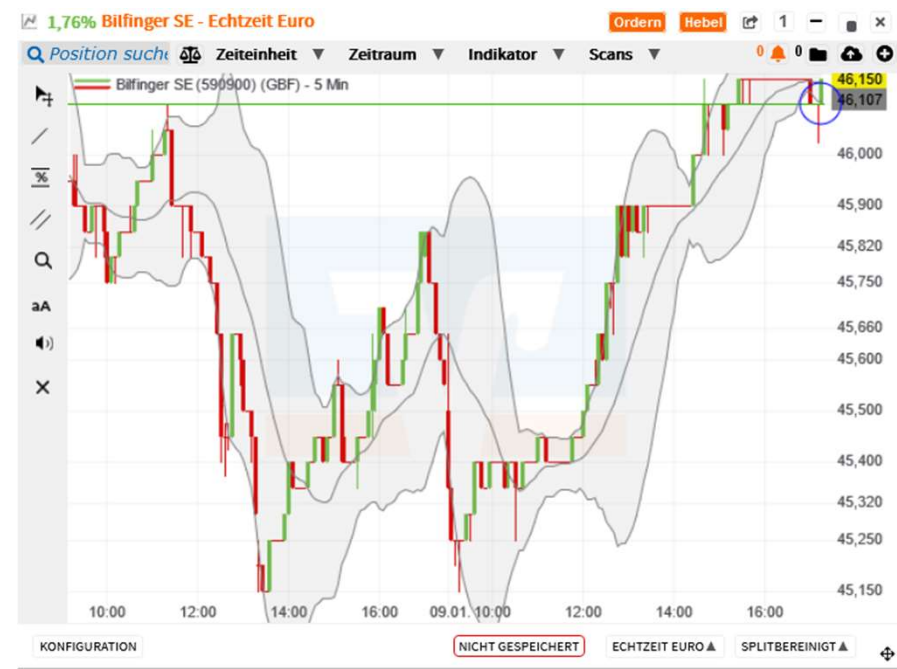 1,76% Bilfinger SE - Echtzeit Euro Ordern Hebel 1
Position suche Zeiteinheit ▼ Zeitraum ▼ Indikator ▼ Scans ▼ 0 0
Bilfinger SE (590900) (GBF) - 5 Min
46,150
46,107
46,000
45,900
45,820
45,750
45,660
45,600
45,500
45,400
45,320
45,250
45,150
%
aA
10:00 12:00 14:00 16:00 09.01. 10:00 12:00 14:00 16:00
KONFIGURATION NICHT GESPEICHERT ECHTZEIT EURO▲ SPLITBEREINIGT▲